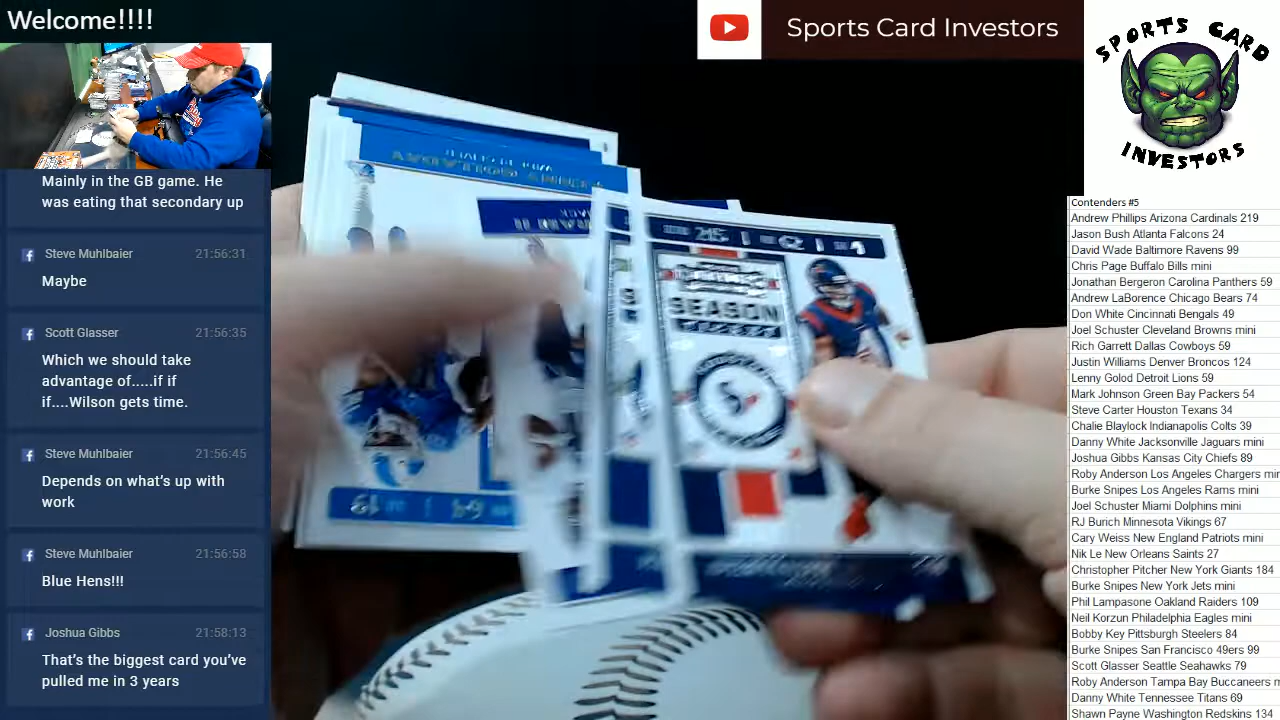 Welcome!!!!
Sports Card Investors
SPORTS CARD
INVESTORS
Mainly in the GB game. He
was eating that secondary up
Steve Muhlbaier 21:56:31
Maybe
Scott Glasser 21:56:35
Which we should take
advantage of.....if if
if....Wilson gets time.
Steve Muhlbaier 21:56:45
Depends on what's up with
work
Steve Muhlbaier 21:56:58
Blue Hens!!!
Joshua Gibbs 21:58:13
That's the biggest card you've
pulled me in 3 years
SEASON
Contenders #5
Andrew Phillips Arizona Cardinals 219
Jason Bush Atlanta Falcons 24
David Wade Baltimore Ravens 99
Chris Page Buffalo Bills mini
Jonathan Bergeron Carolina Panthers 59
Andrew LaBorence Chicago Bears 74
Don White Cincinnati Bengals 49
Joel Schuster Cleveland Browns mini
Rich Garrett Dallas Cowboys 59
Justin Williams Denver Broncos 124
Lenny Golod Detroit Lions 59
Mark Johnson Green Bay Packers 54
Steve Carter Houston Texans 34
Chalie Blaylock Indianapolis Colts 39
Danny White Jacksonville Jaguars mini
Joshua Gibbs Kansas City Chiefs 89
Roby Anderson Los Angeles Chargers mini
Burke Snipes Los Angeles Rams mini
Joel Schuster Miami Dolphins mini
RJ Burich Minnesota Vikings 67
Cary Weiss New England Patriots mini
Nik Le New Orleans Saints 27
Christopher Pitcher New York Giants 184
Burke Snipes New York Jets mini
Phil Lampasone Oakland Raiders 109
Neil Korzun Philadelphia Eagles mini
Bobby Key Pittsburgh Steelers 84
Burke Snipes San Francisco 49ers 99
Scott Glasser Seattle Seahawks 79
Roby Anderson Tampa Bay Buccaneers m
Danny White Tennessee Titans 69
Shawn Payne Washington Redskins 134